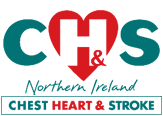 CH&S
Northern Ireland
CHEST HEART & STROKE